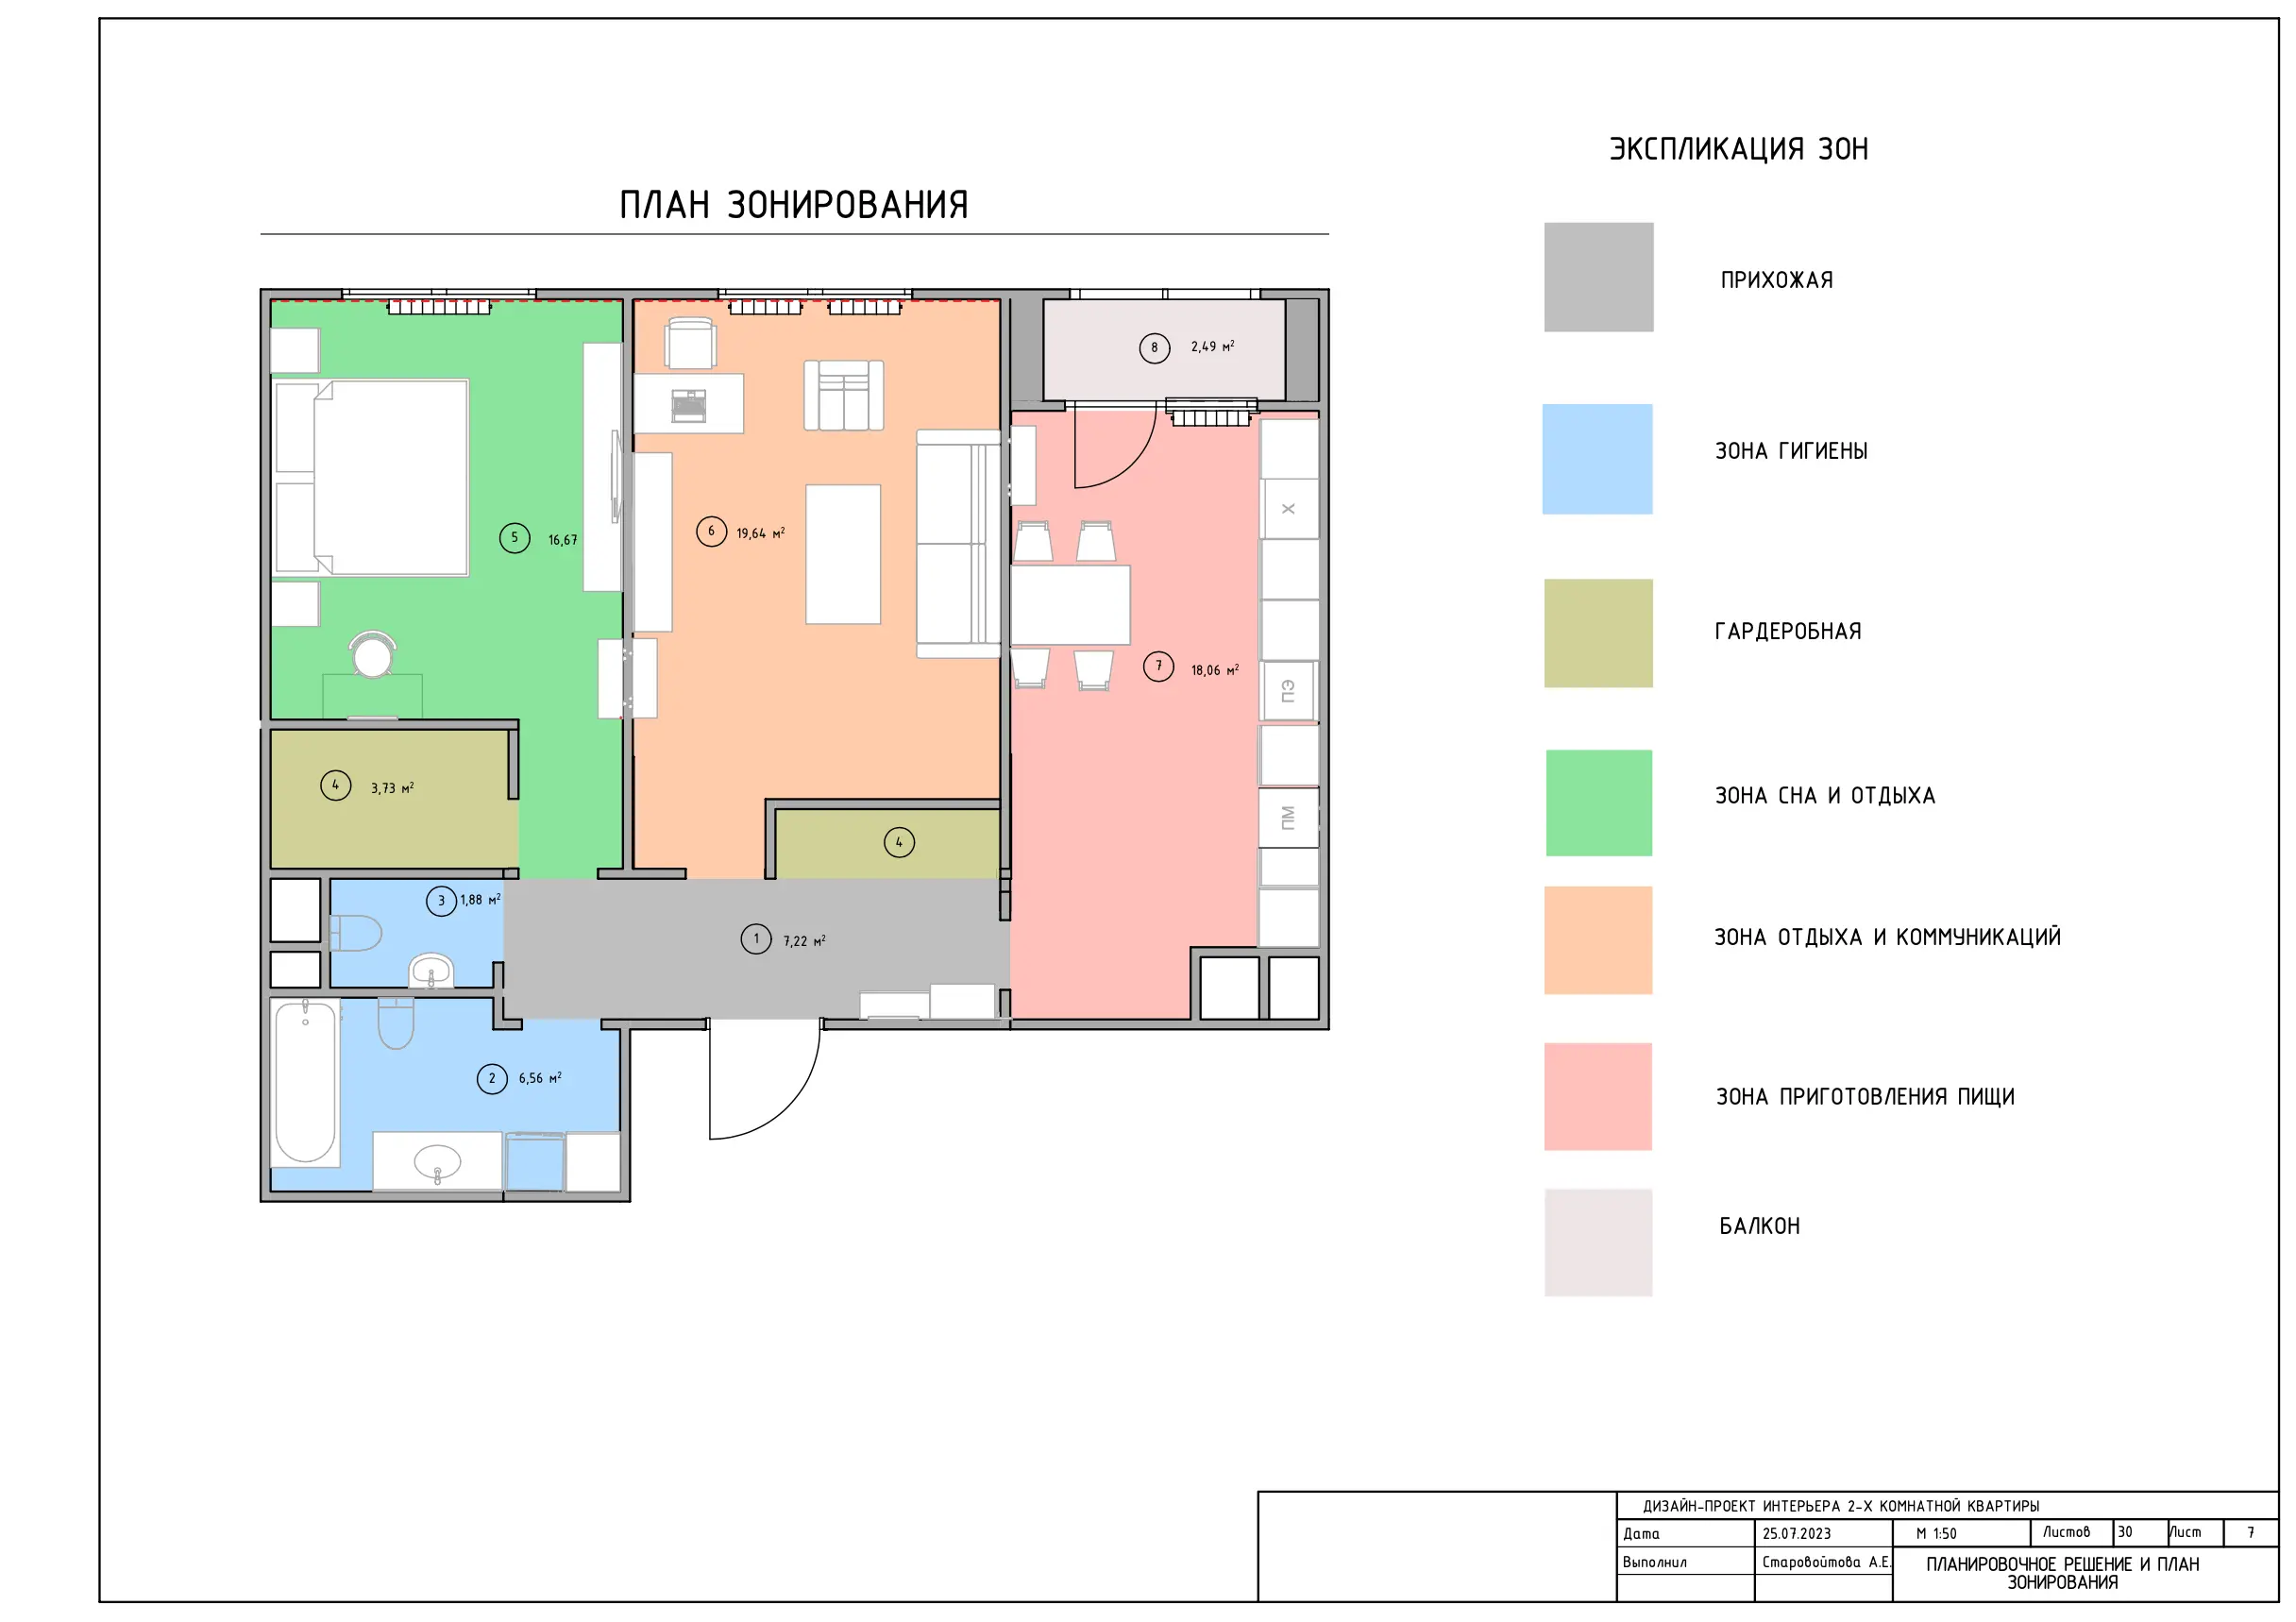 ЭКСПЛИКАЦИЯ ЗОН
ПЛАН ЗОНИРОВАНИЯ
ПРИХОЖАЯ
8 2,49 м²
ЗОНА ГИГИЕНЫ
Х
5 16,67
6 19,64 м²
ГАРДЕРОБНАЯ
7 18,06 м²
ЭП
4 3,73 м²
ЗОНА СНА И ОТДЫХА
ПМ
4
3 1,88 м²
1 7,22 м²
ЗОНА ОТДЫХА И КОММУНИКАЦИЙ
2 6,56 м²
ЗОНА ПРИГОТОВЛЕНИЯ ПИЩИ
БАЛКОН
ДИЗАЙН-ПРОЕКТ ИНТЕРЬЕРА 2-Х КОМНАТНОЙ КВАРТИРЫ
Дата 25.07.2023 М 1:50 Листов 30 Лист 7
Выполнил Старовойтова А.Е.
ПЛАНИРОВОЧНОЕ РЕШЕНИЕ И ПЛАН
ЗОНИРОВАНИЯ